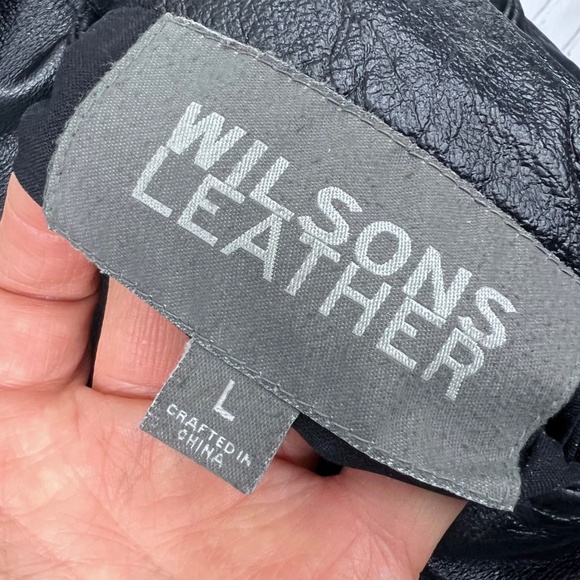 WILSONS
LEATHER
L
CRAFTED IN
CHINA